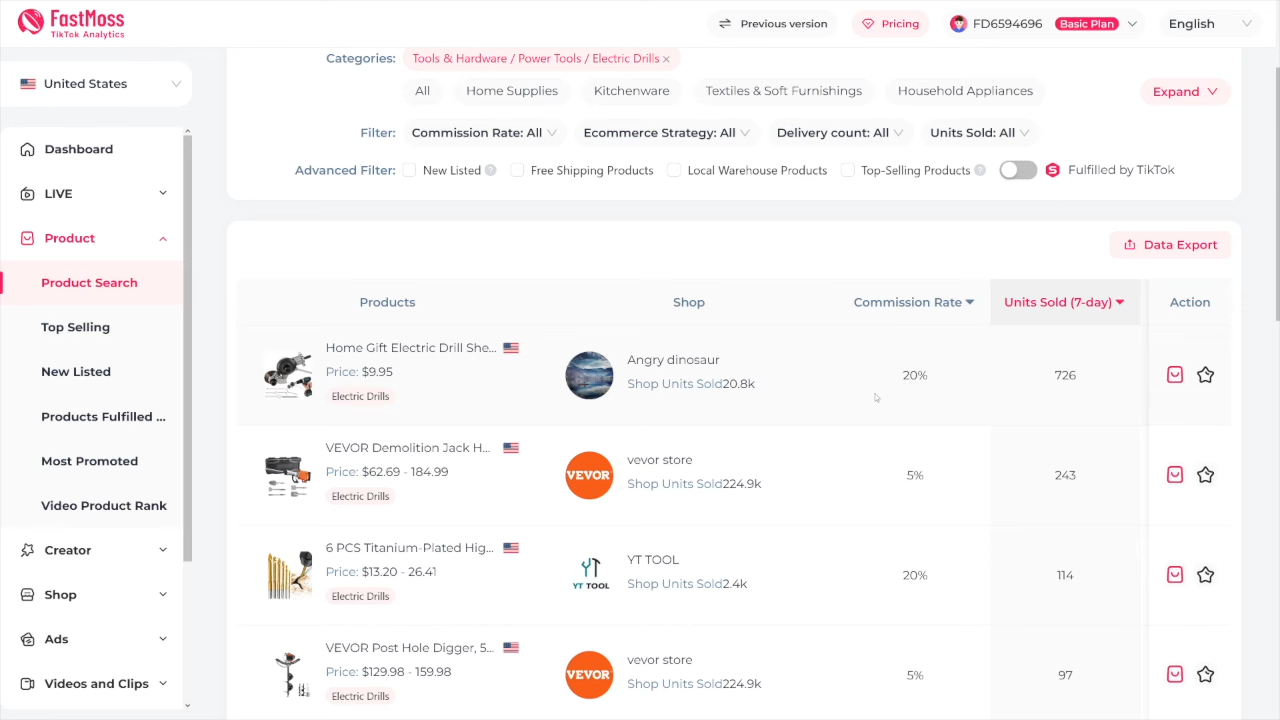 FastMoss
TikTok Analytics
Previous version
Pricing
FD6594696
Basic Plan
English
United States
Dashboard
LIVE
Product
Product Search
Top Selling
New Listed
Products Fulfilled ...
Most Promoted
Video Product Rank
Creator
Shop
Ads
Videos and Clips
Categories: Tools & Hardware / Power Tools / Electric Drills ×
All Home Supplies Kitchenware Textiles & Soft Furnishings Household Appliances Expand
Filter: Commission Rate: All Ecommerce Strategy: All Delivery count: All Units Sold: All
Advanced Filter: New Listed ? Free Shipping Products Local Warehouse Products Top-Selling Products ? Fulfilled by TikTok
Data Export
Products Shop Commission Rate Units Sold (7-day) Action
Home Gift Electric Drill She...
Price: $9.95
Electric Drills
Angry dinosaur
Shop Units Sold20.8k
20%
726
VEVOR Demolition Jack H...
Price: $62.69 - 184.99
Electric Drills
VEVOR
vevor store
Shop Units Sold224.9k
5%
243
6 PCS Titanium-Plated Hig...
Price: $13.20 - 26.41
Electric Drills
YT TOOL
YT TOOL
Shop Units Sold2.4k
20%
114
VEVOR Post Hole Digger, 5...
Price: $129.98 - 159.98
Electric Drills
VEVOR
vevor store
Shop Units Sold224.9k
5%
97